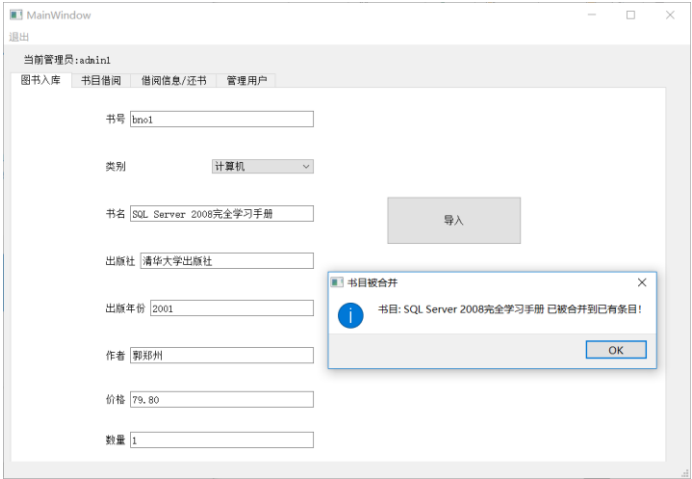 MainWindow
退出
当前管理员:admin1
图书入库 书目借阅 借阅信息/还书 管理用户
书号 bno1
类别 计算机
书名 SQL Server 2008完全学习手册
导入
出版社 清华大学出版社
书目被合并
书目: SQL Server 2008完全学习手册 已被合并到已有条目!
OK
出版年份 2001
作者 郭郑州
价格 79.80
数量 1